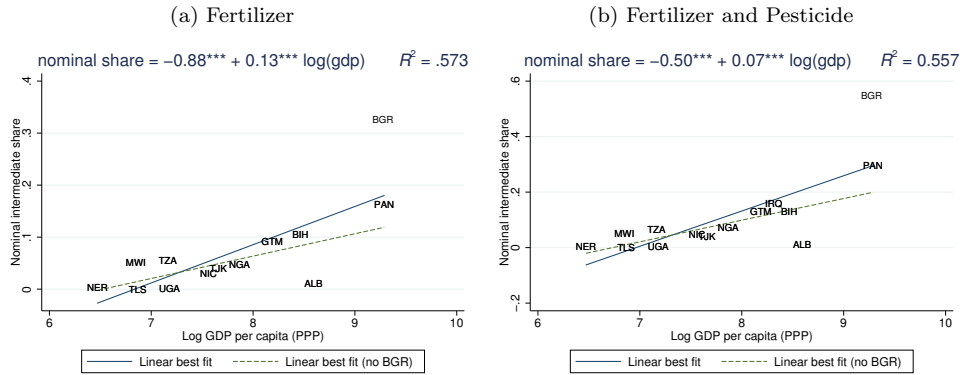 (a) Fertilizer
nominal share = −0.88*** + 0.13*** log(gdp) R² = .573
Nominal intermediate share
.4
.3
.2
.1
0
BGR
PAN
BIH
GTM
MWI
TZA
NAG
TJK
NIC
ALB
NER
TLS
UGA
6 7 8 9 10
Log GDP per capita (PPP)
Linear best fit Linear best fit (no BGR)
(b) Fertilizer and Pesticide
nominal share = −0.50*** + 0.07*** log(gdp) R² = 0.557
Nominal intermediate share
.6
.4
.2
0
−.2
BGR
PAN
IRQ
GTM
BIH
NAG
TZA
MWI
NIC
TJK
ALB
NER
TLS
UGA
6 7 8 9 10
Log GDP per capita (PPP)
Linear best fit Linear best fit (no BGR)